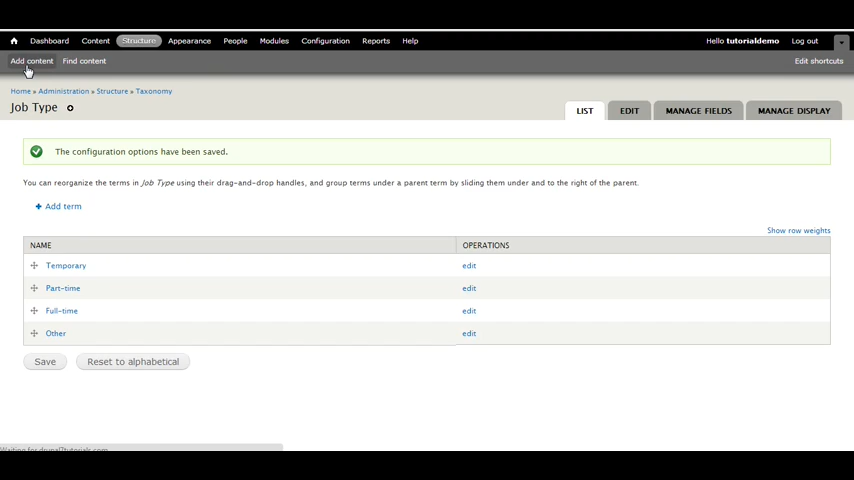 Dashboard Content Structure Appearance People Modules Configuration Reports Help Hello tutorialdemo Log out
Add content Find content Edit shortcuts
Home » Administration » Structure » Taxonomy
Job Type LIST EDIT MANAGE FIELDS MANAGE DISPLAY
The configuration options have been saved.
You can reorganize the terms in Job Type using their drag-and-drop handles, and group terms under a parent term by sliding them under and to the right of the parent.
+ Add term
Show row weights
NAME OPERATIONS
Temporary edit
Part-time edit
Full-time edit
Other edit
Save Reset to alphabetical
Waiting for